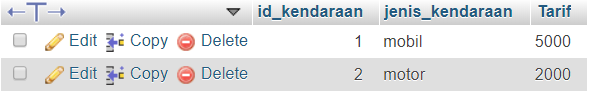 id_kendaraan jenis_kendaraan Tarif
Edit Copy Delete 1 mobil 5000
Edit Copy Delete 2 motor 2000